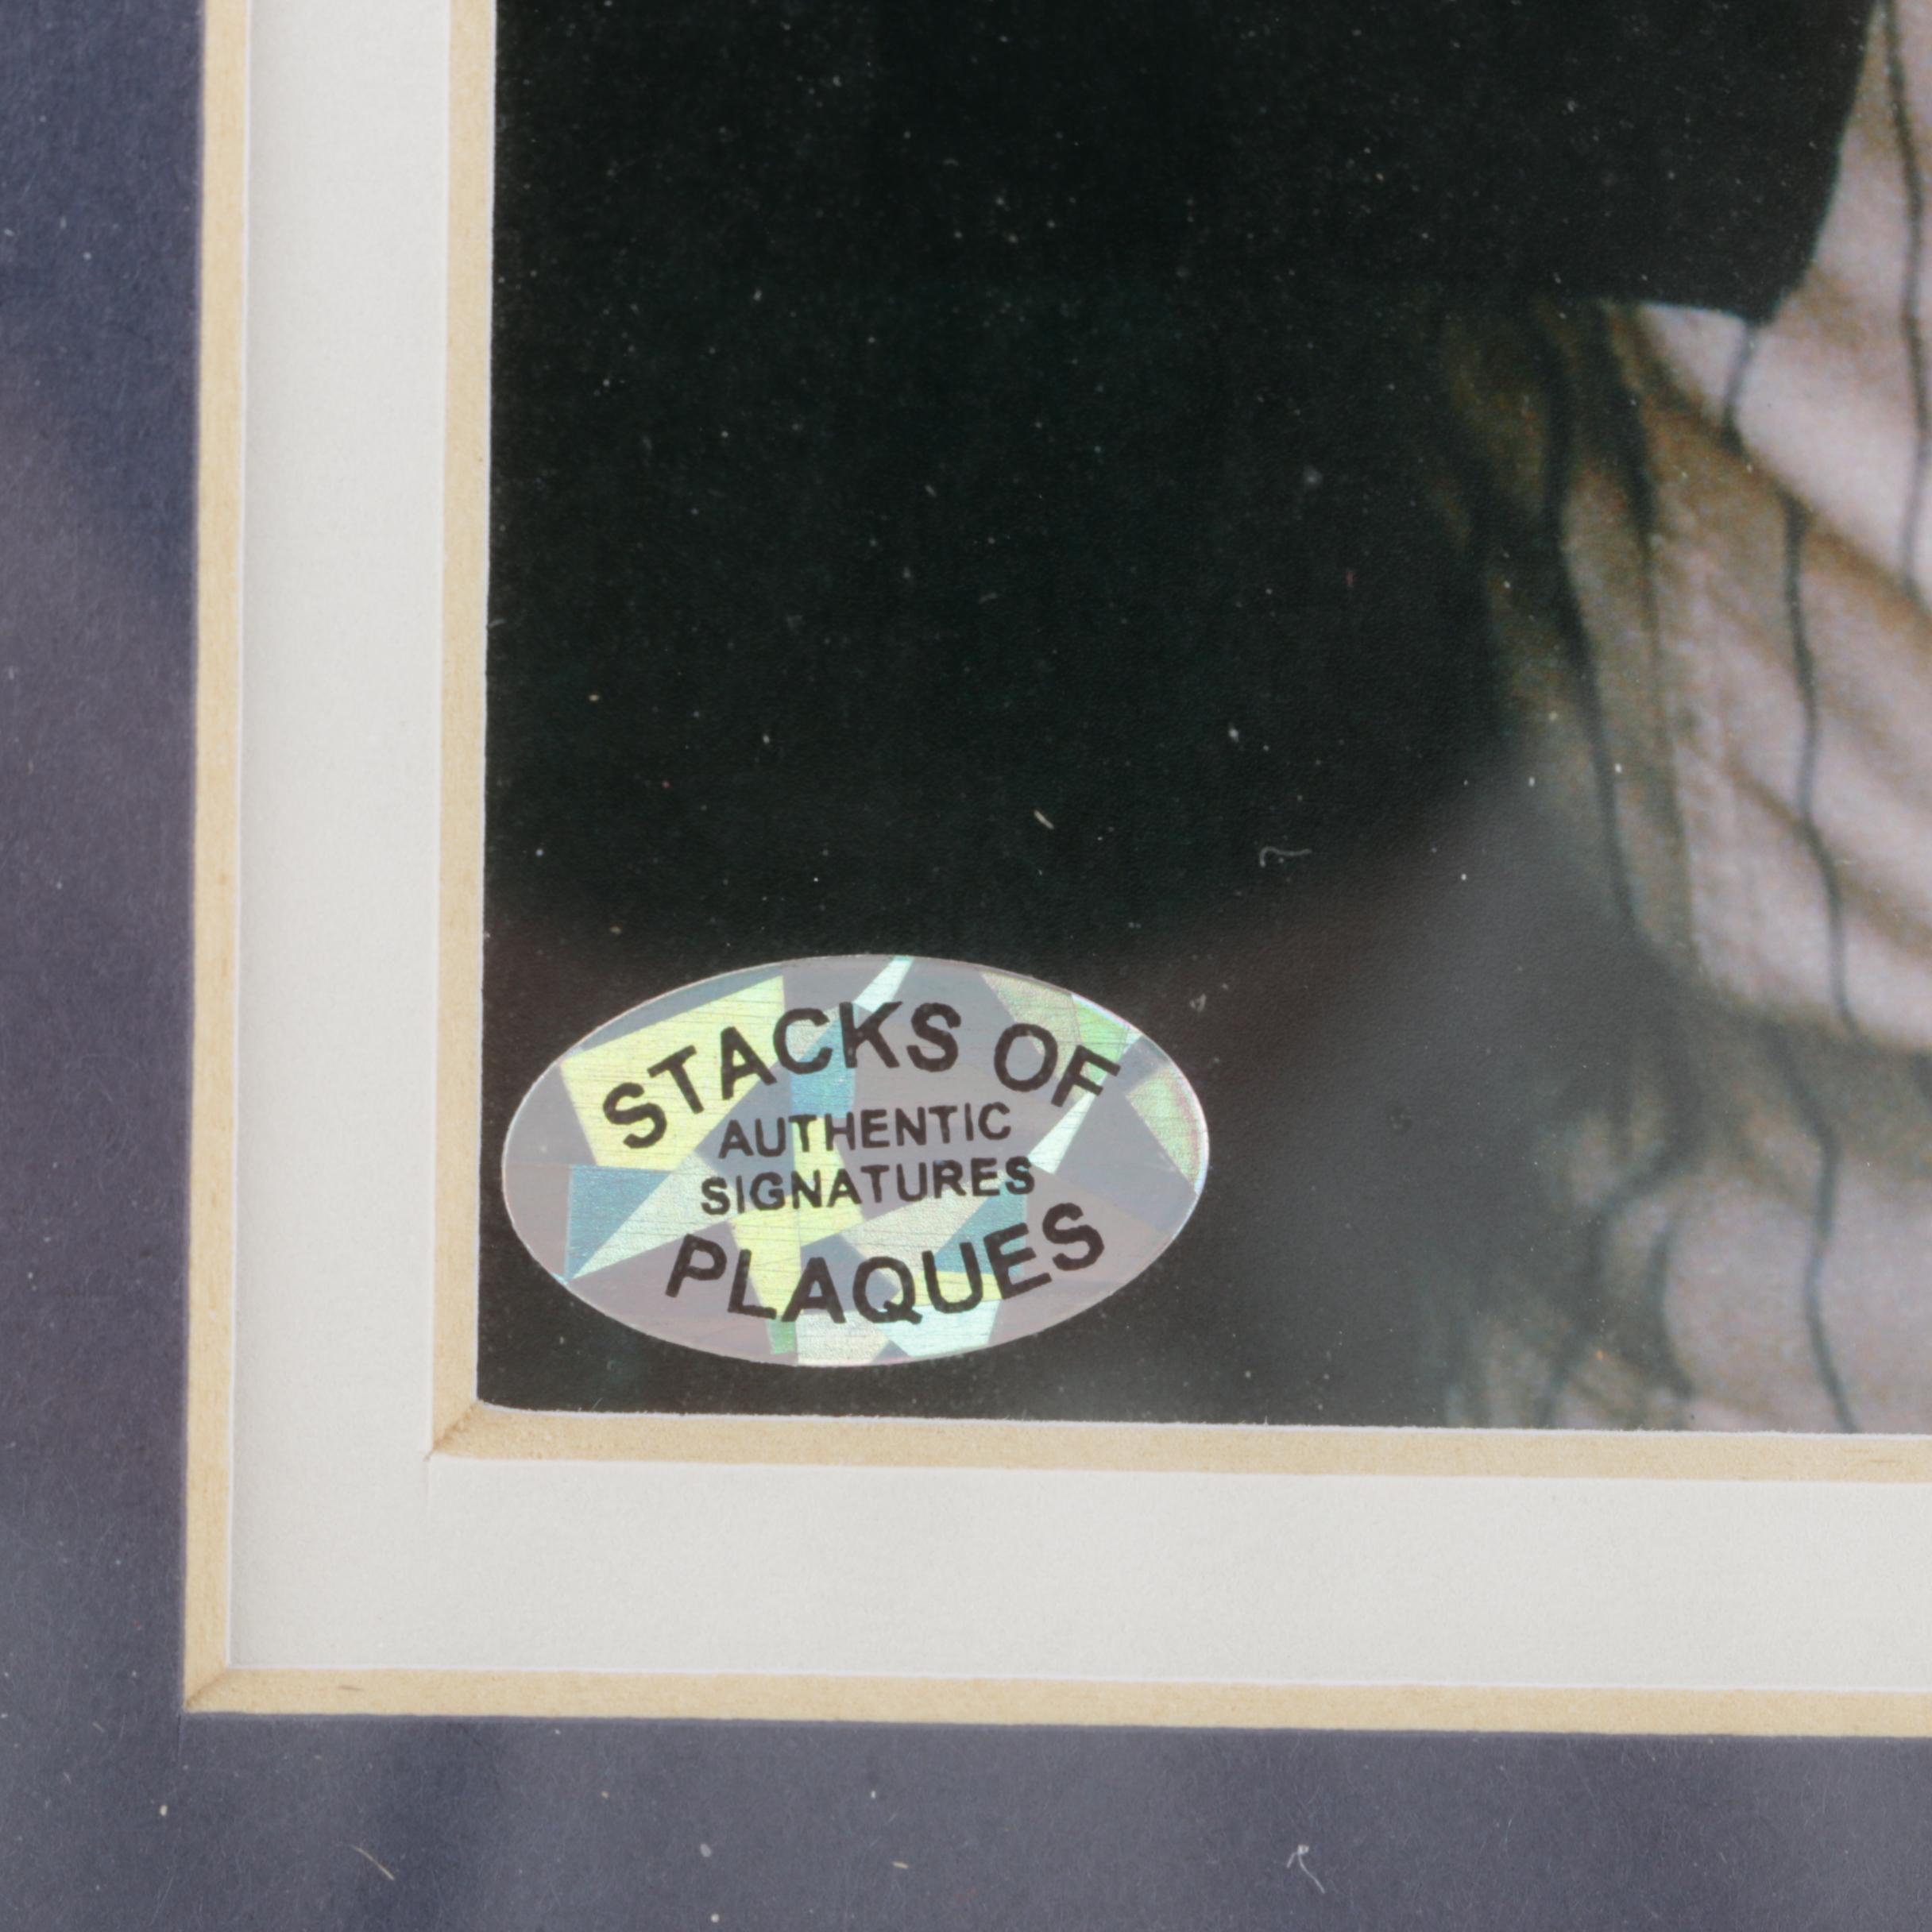 STACKS OF
AUTHENTIC
SIGNATURES
PLAQUES